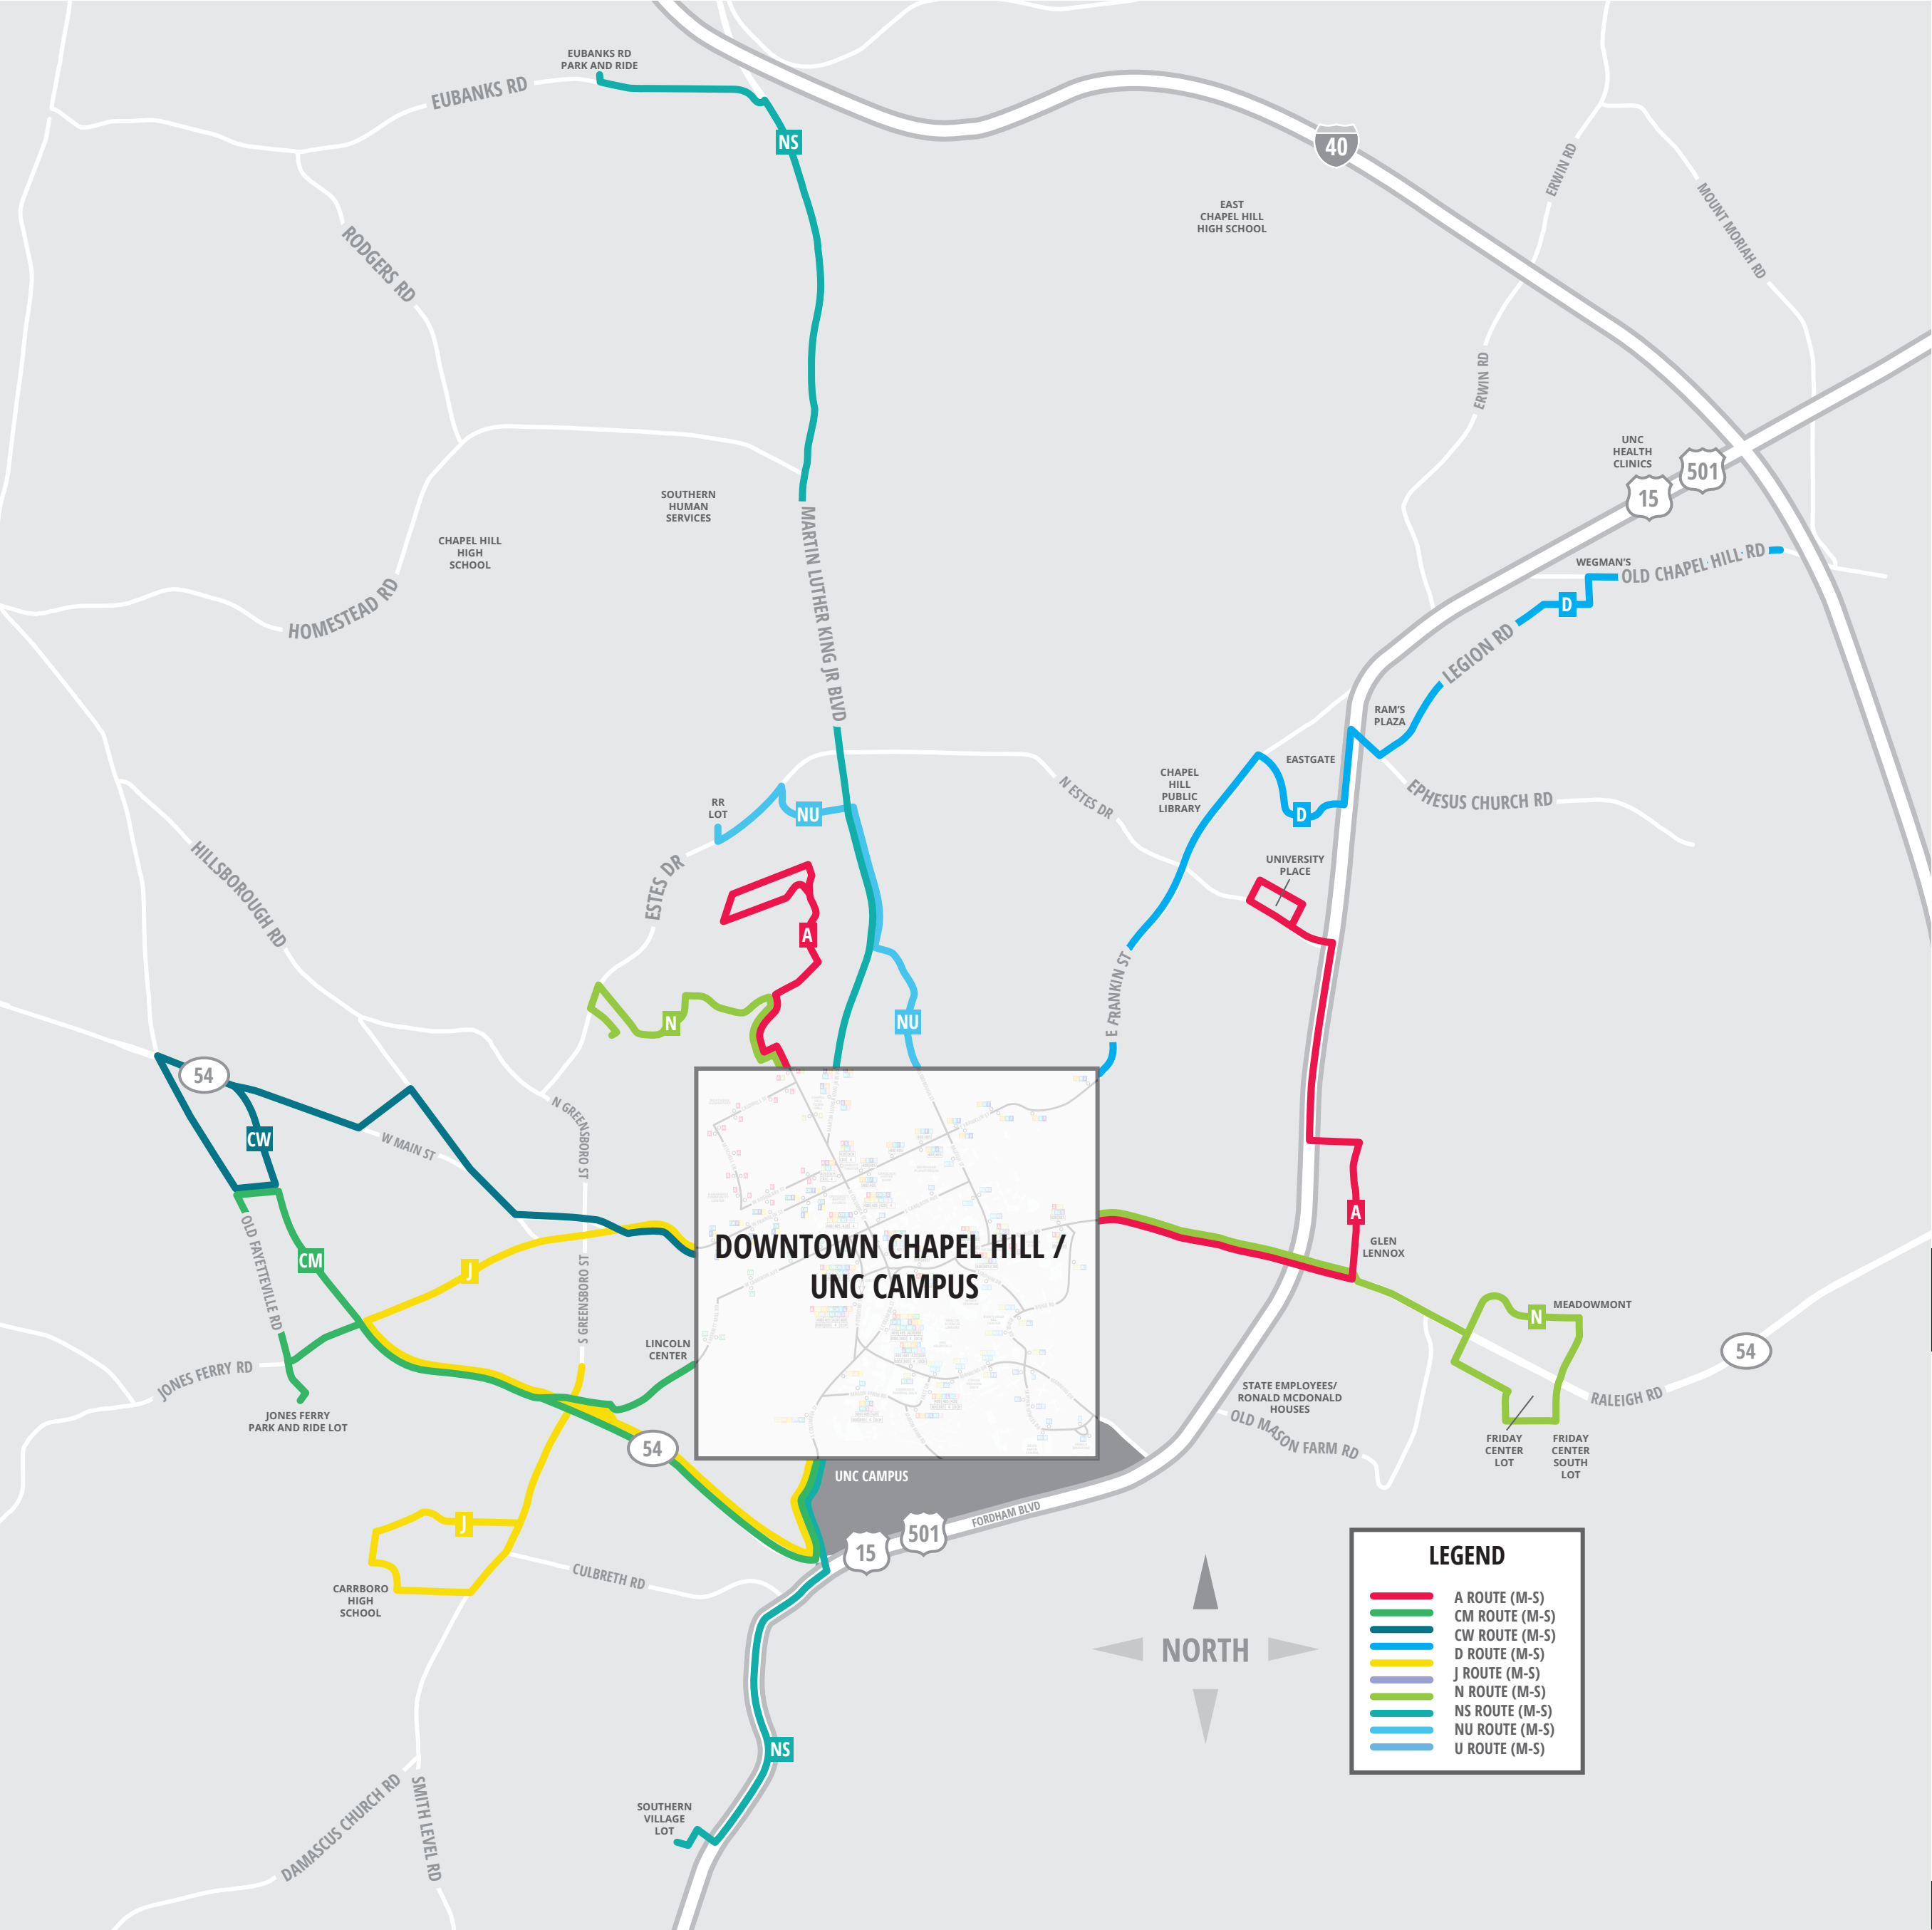 EUBANKS RD
PARK AND RIDE
EUBANKS RD
NS
40
ERWIN RD
MOUNT MORIAH RD
EAST
CHAPEL HILL
HIGH SCHOOL
RODGERS RD
ERWIN RD
UNC
HEALTH
CLINICS
501
15
SOUTHERN
HUMAN
SERVICES
CHAPEL HILL
HIGH
SCHOOL
MARTIN LUTHER KING JR BLVD
WEGMAN'S
OLD CHAPEL HILL RD
D
HOMESTEAD RD
LEGION RD
RAM'S
PLAZA
EASTGATE
CHAPEL
HILL
PUBLIC
LIBRARY
N ESTES DR
EPHESUS CHURCH RD
RR
LOT
NU
D
HILLSBOROUGH RD
ESTES DR
UNIVERSITY
PLACE
A
E FRANKIN ST
N
NU
54
N GREENSBORO ST
CW
W MAIN ST
A
OLD FAYETTEVILLE RD
CM
J
S GREENSBORO ST
DOWNTOWN CHAPEL HILL /
UNC CAMPUS
GLEN
LENNOX
N
MEADOWMONT
LINCOLN
CENTER
54
JONES FERRY RD
STATE EMPLOYEES/
RONALD MCDONALD
HOUSES
RALEIGH RD
JONES FERRY
PARK AND RIDE LOT
OLD MASON FARM RD
54
FRIDAY
CENTER
LOT
FRIDAY
CENTER
SOUTH
LOT
UNC CAMPUS
J
FORDHAM BLVD
501
15
CULBRETH RD
CARRBORO
HIGH
SCHOOL
NORTH
LEGEND
A ROUTE (M-S)
CM ROUTE (M-S)
CW ROUTE (M-S)
D ROUTE (M-S)
J ROUTE (M-S)
N ROUTE (M-S)
NS ROUTE (M-S)
NU ROUTE (M-S)
U ROUTE (M-S)
NS
SOUTHERN
VILLAGE
LOT
DAMASCUS CHURCH RD
SMITH LEVEL RD